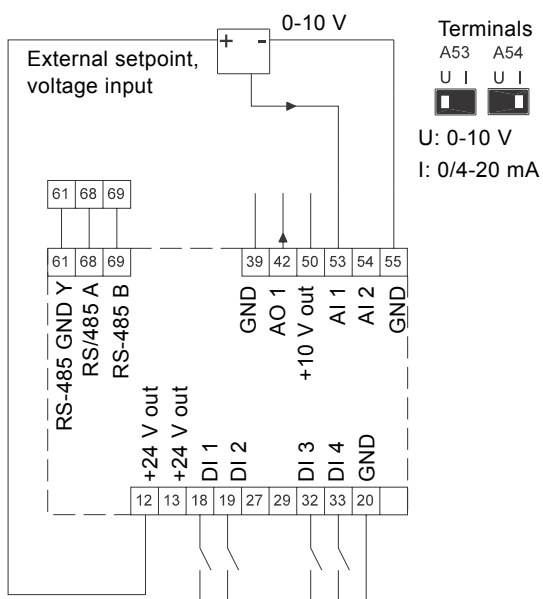 0-10 V
+ -
External setpoint,
voltage input
Terminals
A53 A54
U I U I
U: 0-10 V
I: 0/4-20 mA
61 68 69
61 68 69
39 42 50 53 54 55
RS-485 GND Y
RS/485 A
RS-485 B
GND
AO 1
+10 V out
AI 1
AI 2
GND
+24 V out
+24 V out
DI 1
DI 2
DI 3
DI 4
GND
12 13 18 19 27 29 32 33 20